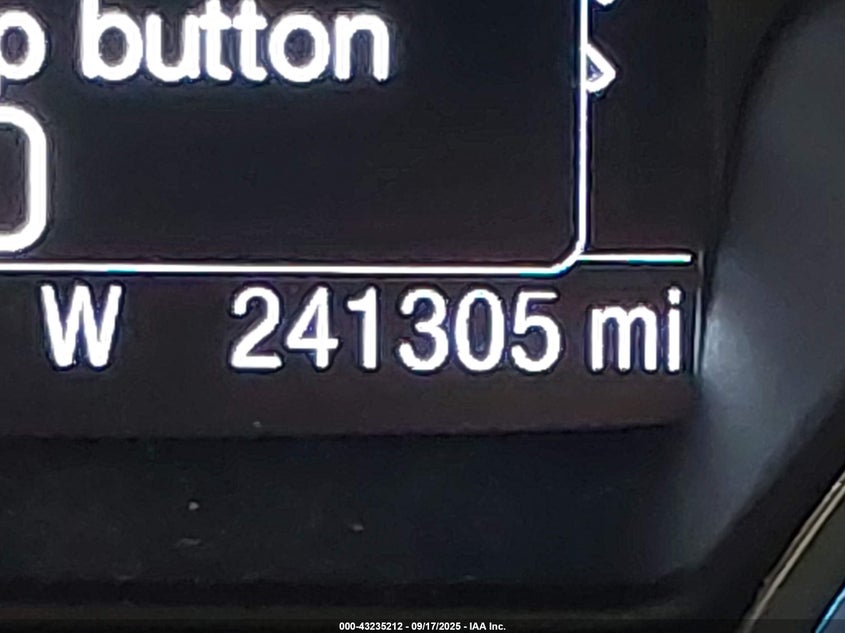 button
W 241305 mi
000-43235212 - 09/17/2025 - IAA Inc.